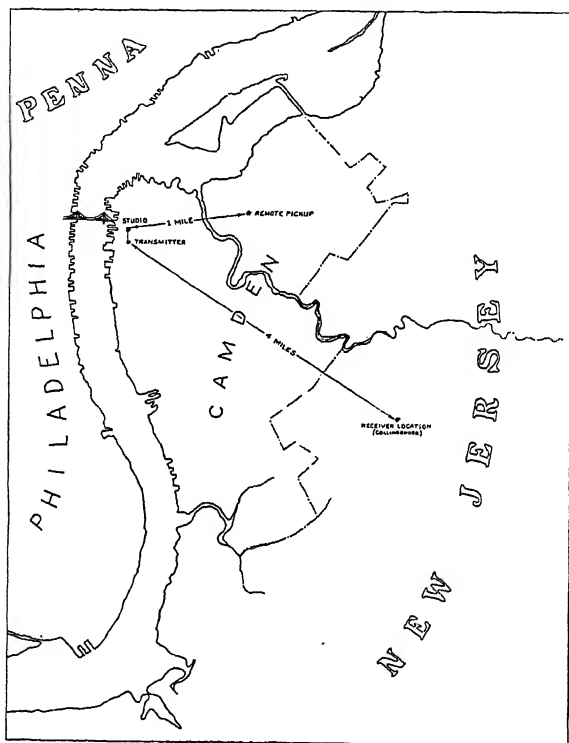 PENNA
STUDIO
1 MILE
REMOTE PICKUP
TRANSMITTER
PHILADELPHIA
CAMDEN
4 MILES
RECEIVER LOCATION
(COLLINGSWOOD)
NEW JERSEY